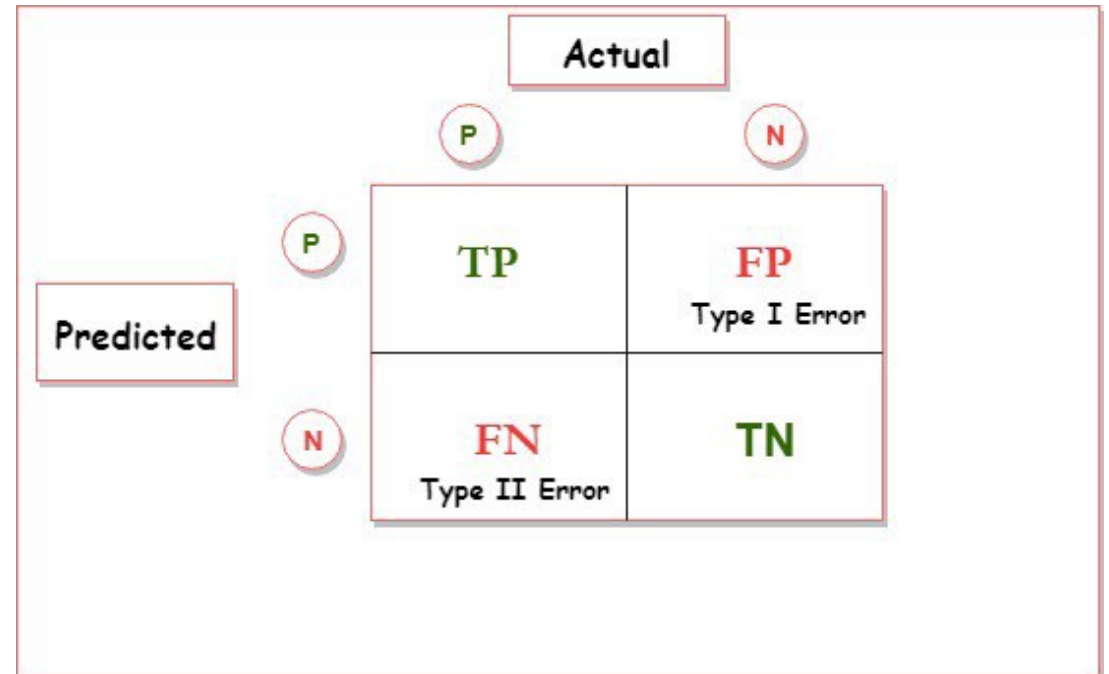 Actual
P
N
P
TP
FP
Type I Error
Predicted
N
FN
TN
Type II Error